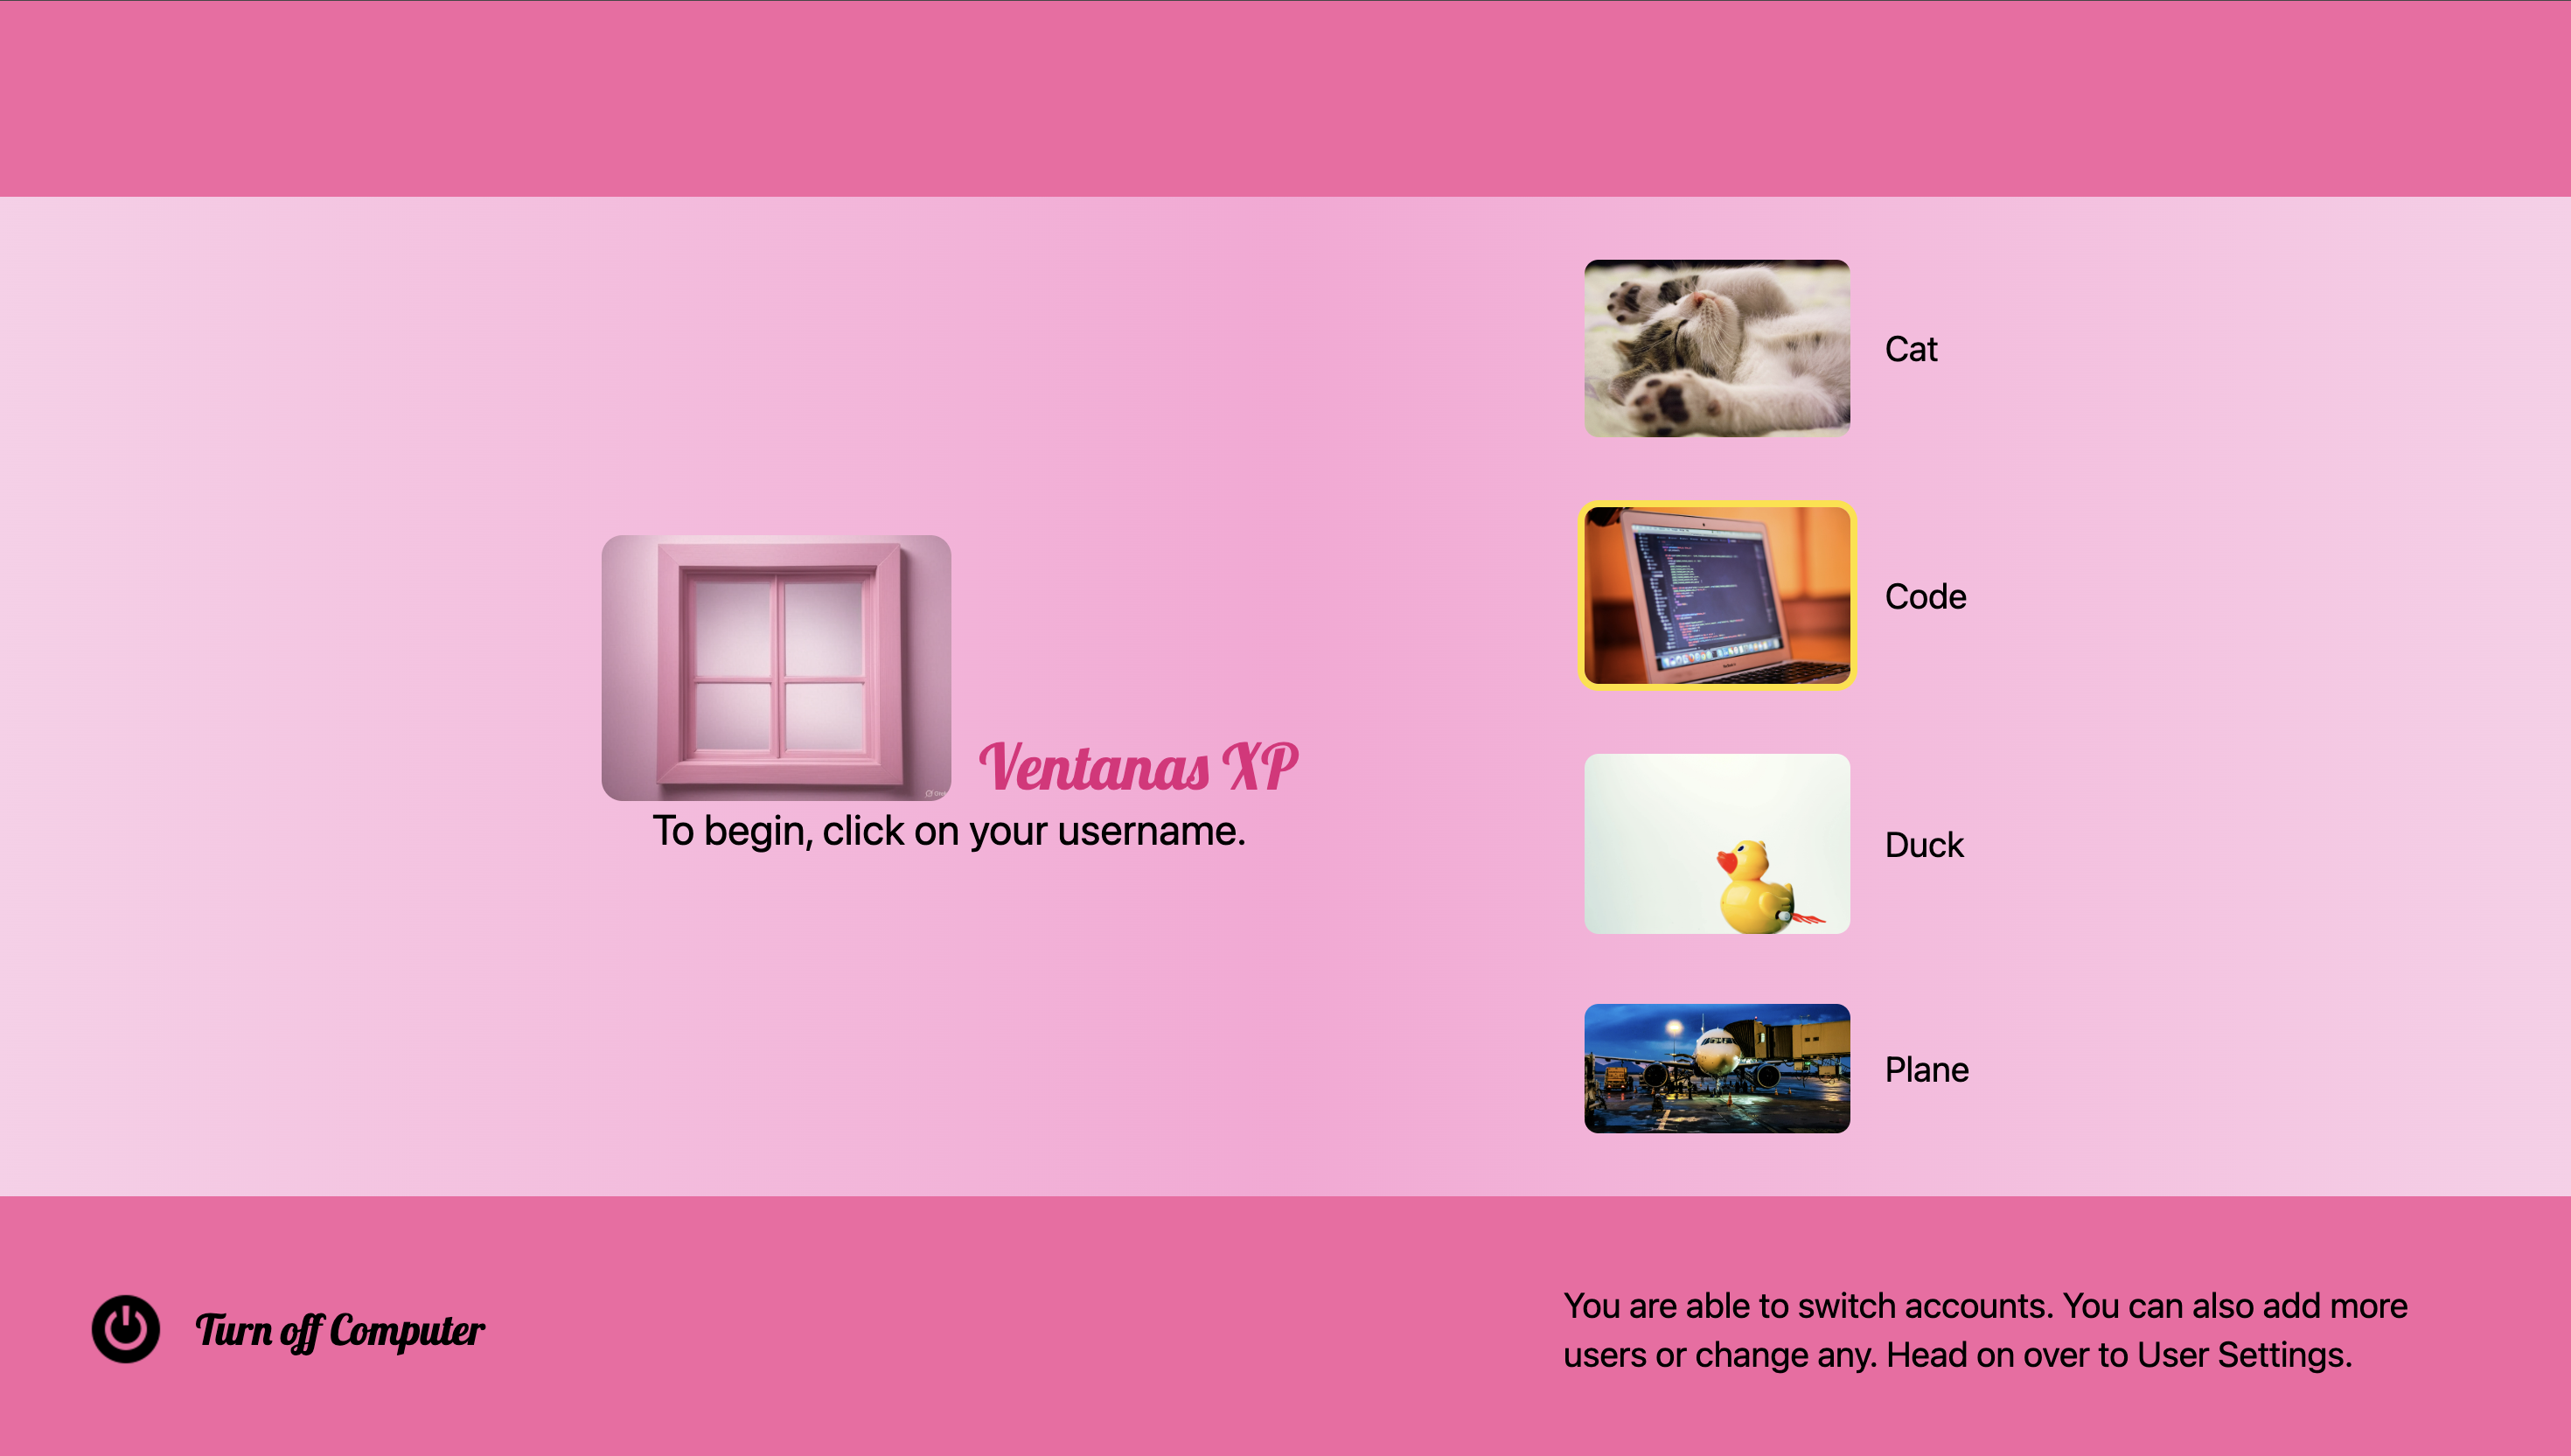 Cat
Code
Ventanas XP
To begin, click on your username.
Duck
Plane
Turn off Computer
You are able to switch accounts. You can also add more
users or change any. Head on over to User Settings.